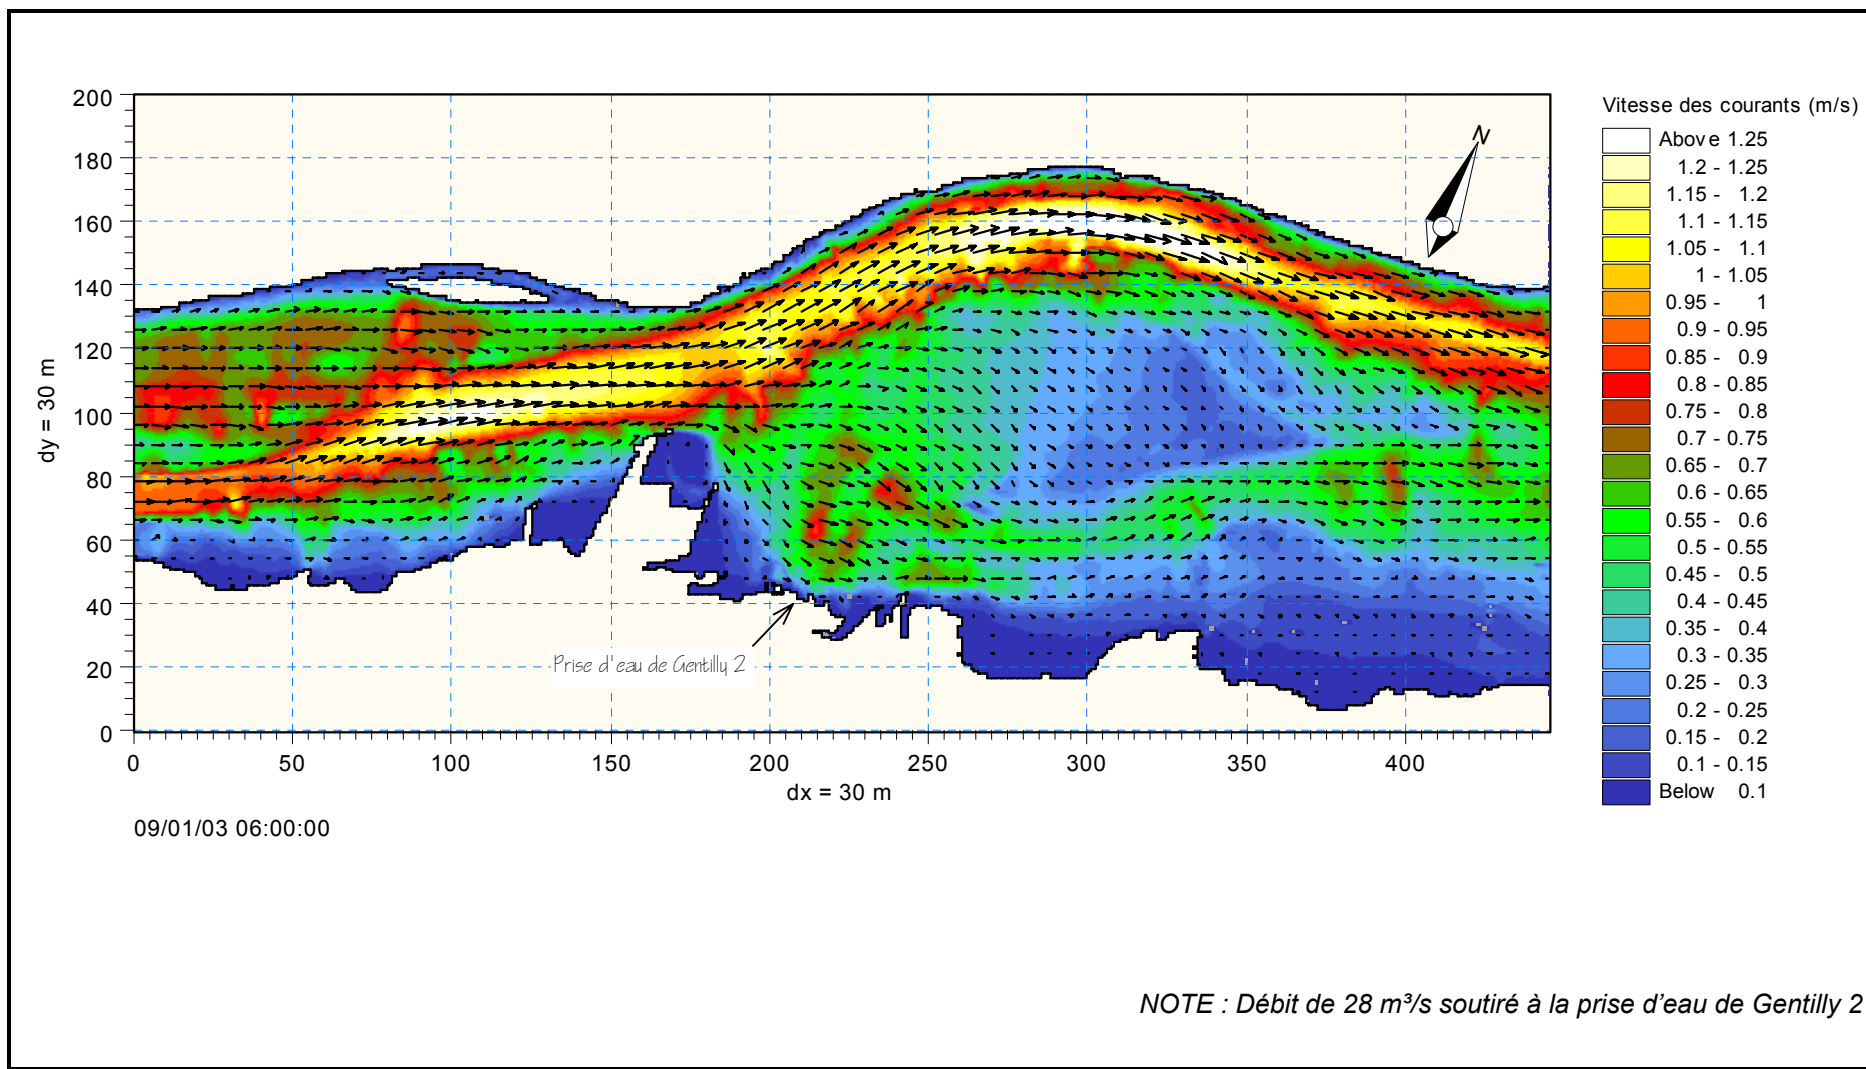 200
180
160
140
120
100
80
60
40
20
0
dy = 30 m
0 50 100 150 200 250 300 350 400
dx = 30 m
09/01/03 06:00:00
Prise d'eau de Gentilly 2
N
Vitesse des courants (m/s)
Above 1.25
1.2 - 1.25
1.15 - 1.2
1.1 - 1.15
1.05 - 1.1
1 - 1.05
0.95 - 1
0.9 - 0.95
0.85 - 0.9
0.8 - 0.85
0.75 - 0.8
0.7 - 0.75
0.65 - 0.7
0.6 - 0.65
0.55 - 0.6
0.5 - 0.55
0.45 - 0.5
0.4 - 0.45
0.35 - 0.4
0.3 - 0.35
0.25 - 0.3
0.2 - 0.25
0.15 - 0.2
0.1 - 0.15
Below 0.1
NOTE : Débit de 28 m³/s soutiré à la prise d’eau de Gentilly 2